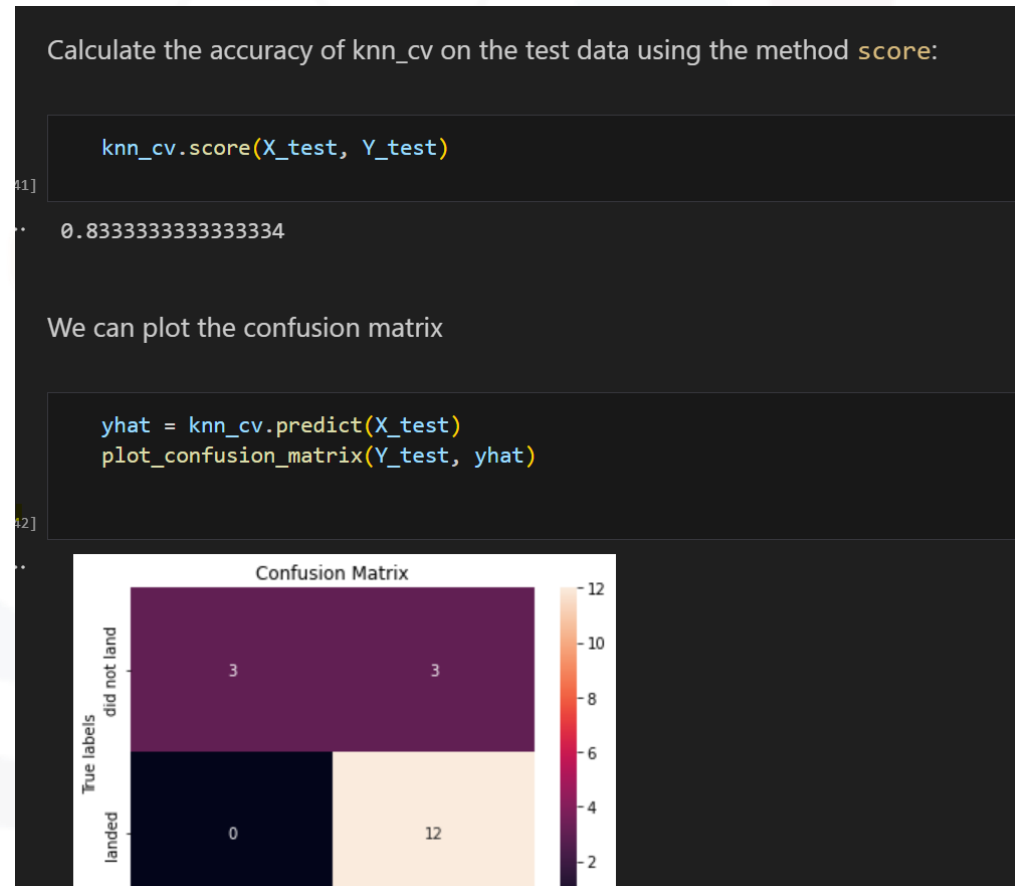 Calculate the accuracy of knn_cv on the test data using the method score:
knn_cv.score(X_test, Y_test)
41]
0.8333333333333334
We can plot the confusion matrix
yhat = knn_cv.predict(X_test)
plot_confusion_matrix(Y_test, yhat)
42]
Confusion Matrix
True labels
did not land
3 3
landed
0 12
12
10
8
6
4
2